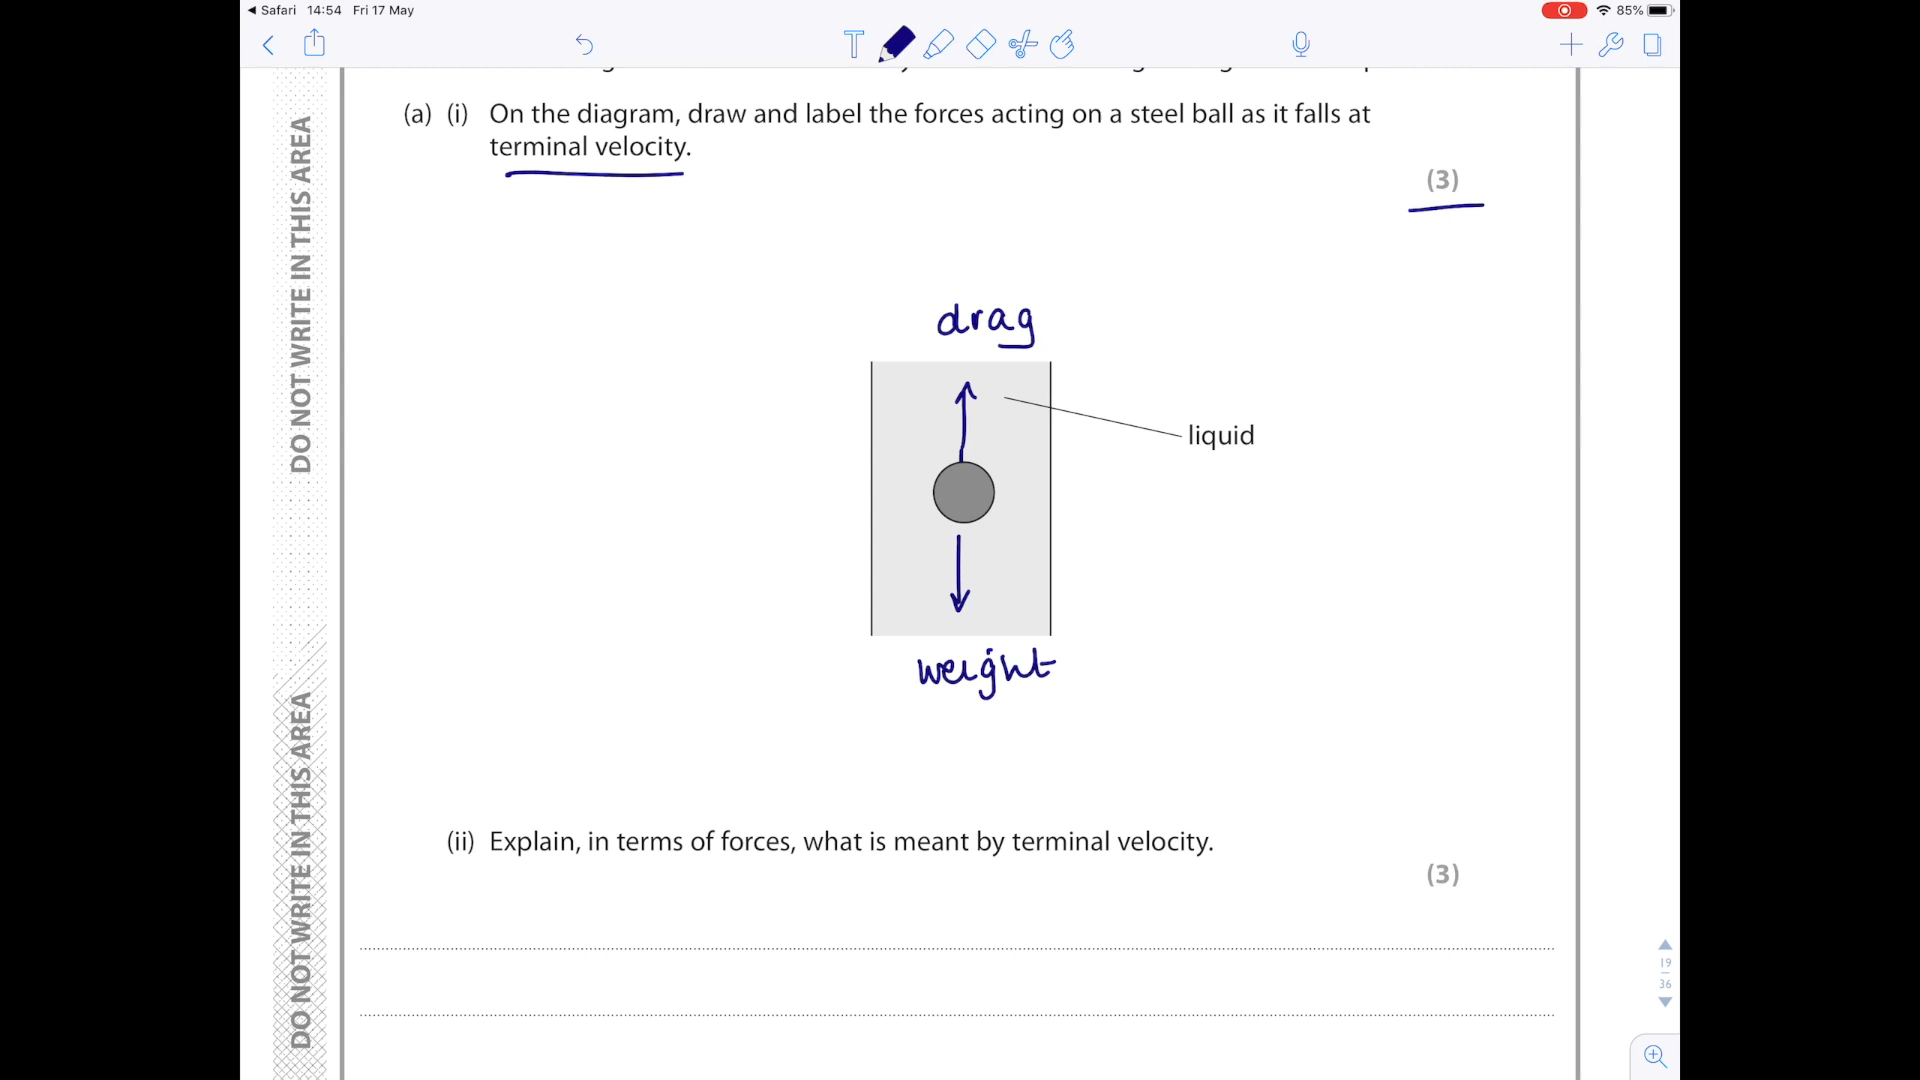 Safari 14:54 Fri 17 May
85%
T
(a) (i) On the diagram, draw and label the forces acting on a steel ball as it falls at
terminal velocity.
(3)
drag
liquid
weight
(ii) Explain, in terms of forces, what is meant by terminal velocity.
(3)
DO NOT WRITE IN THIS AREA
DO NOT WRITE IN THIS AREA
19
36